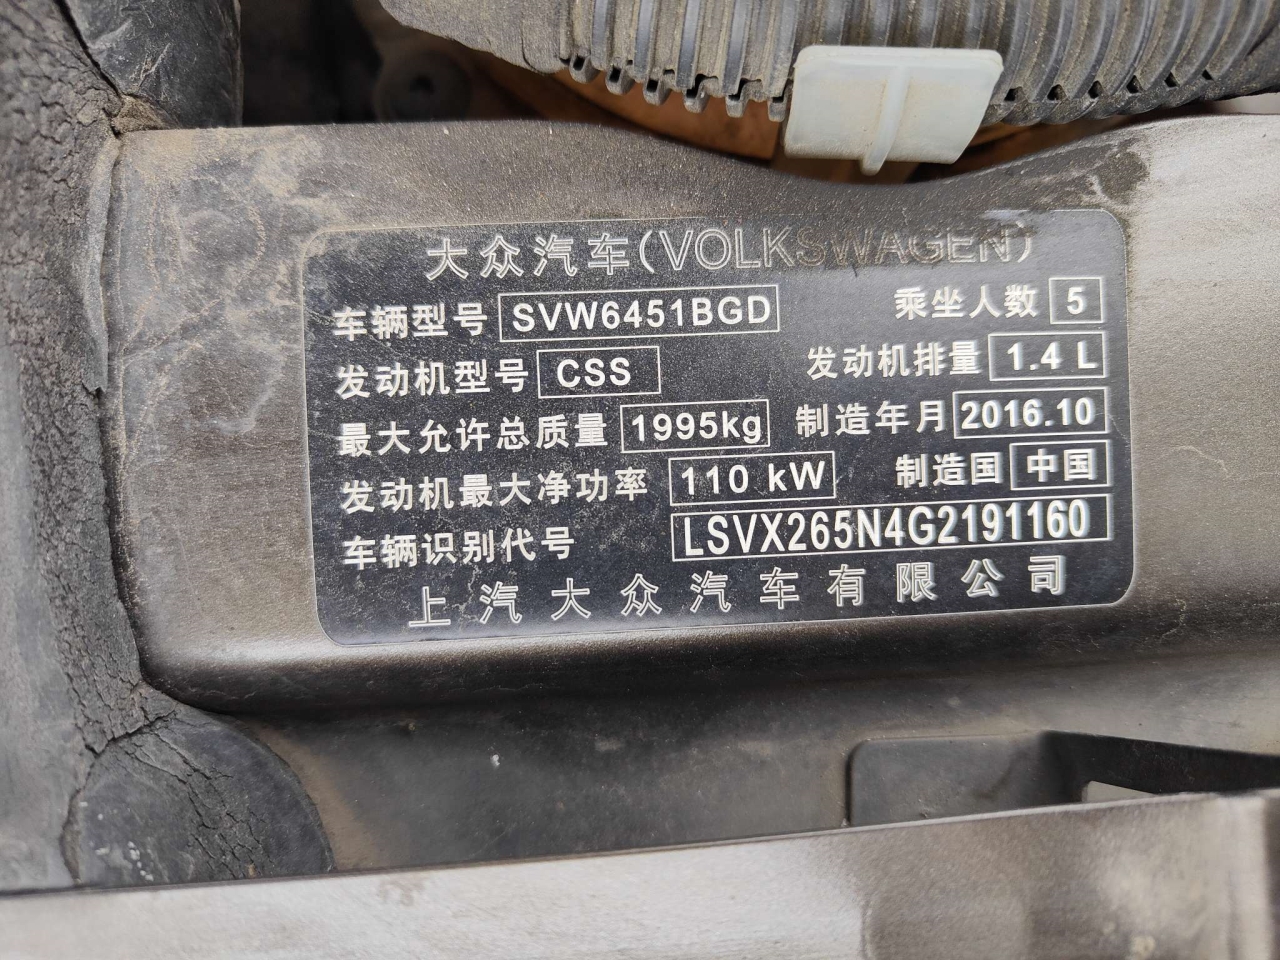 大众汽车(VOLKSWAGEN)
车辆型号 SVW6451BGD 乘坐人数 5
发动机型号 CSS 发动机排量 1.4 L
最大允许总质量 1995kg 制造年月 2016.10
发动机最大净功率 110 kW 制造国 中国
车辆识别代号 LSVX265N4G2191160
上汽大众汽车有限公司